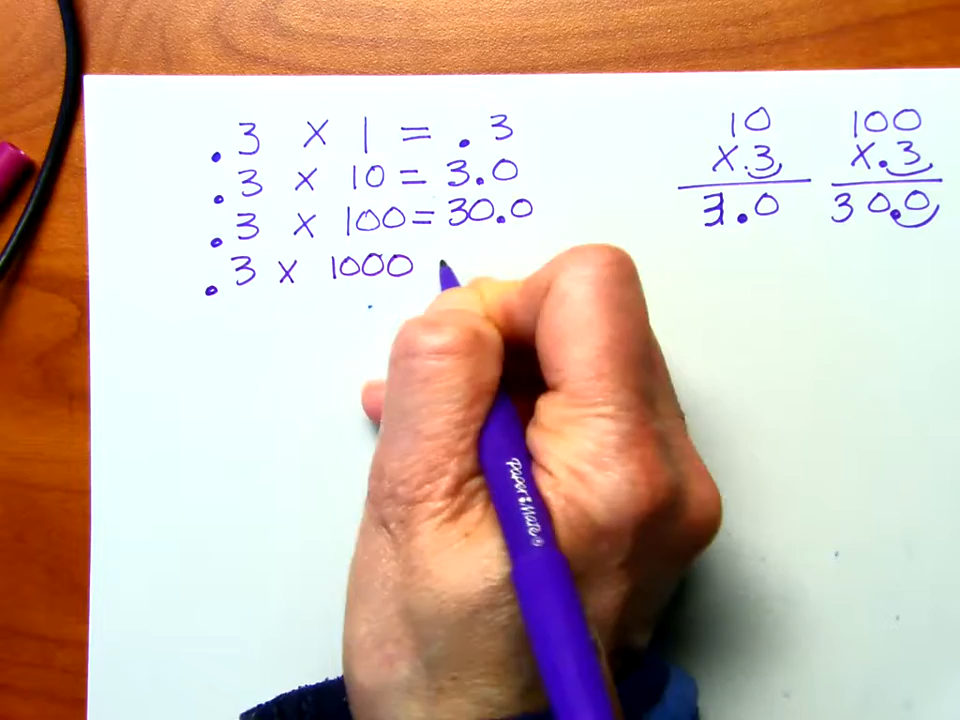 .3 × 1 = .3
.3 × 10 = 3.0
.3 × 100 = 30.0
.3 × 1000
10
×.3
3.0
100
×.3
30.0
Paper:Mate®